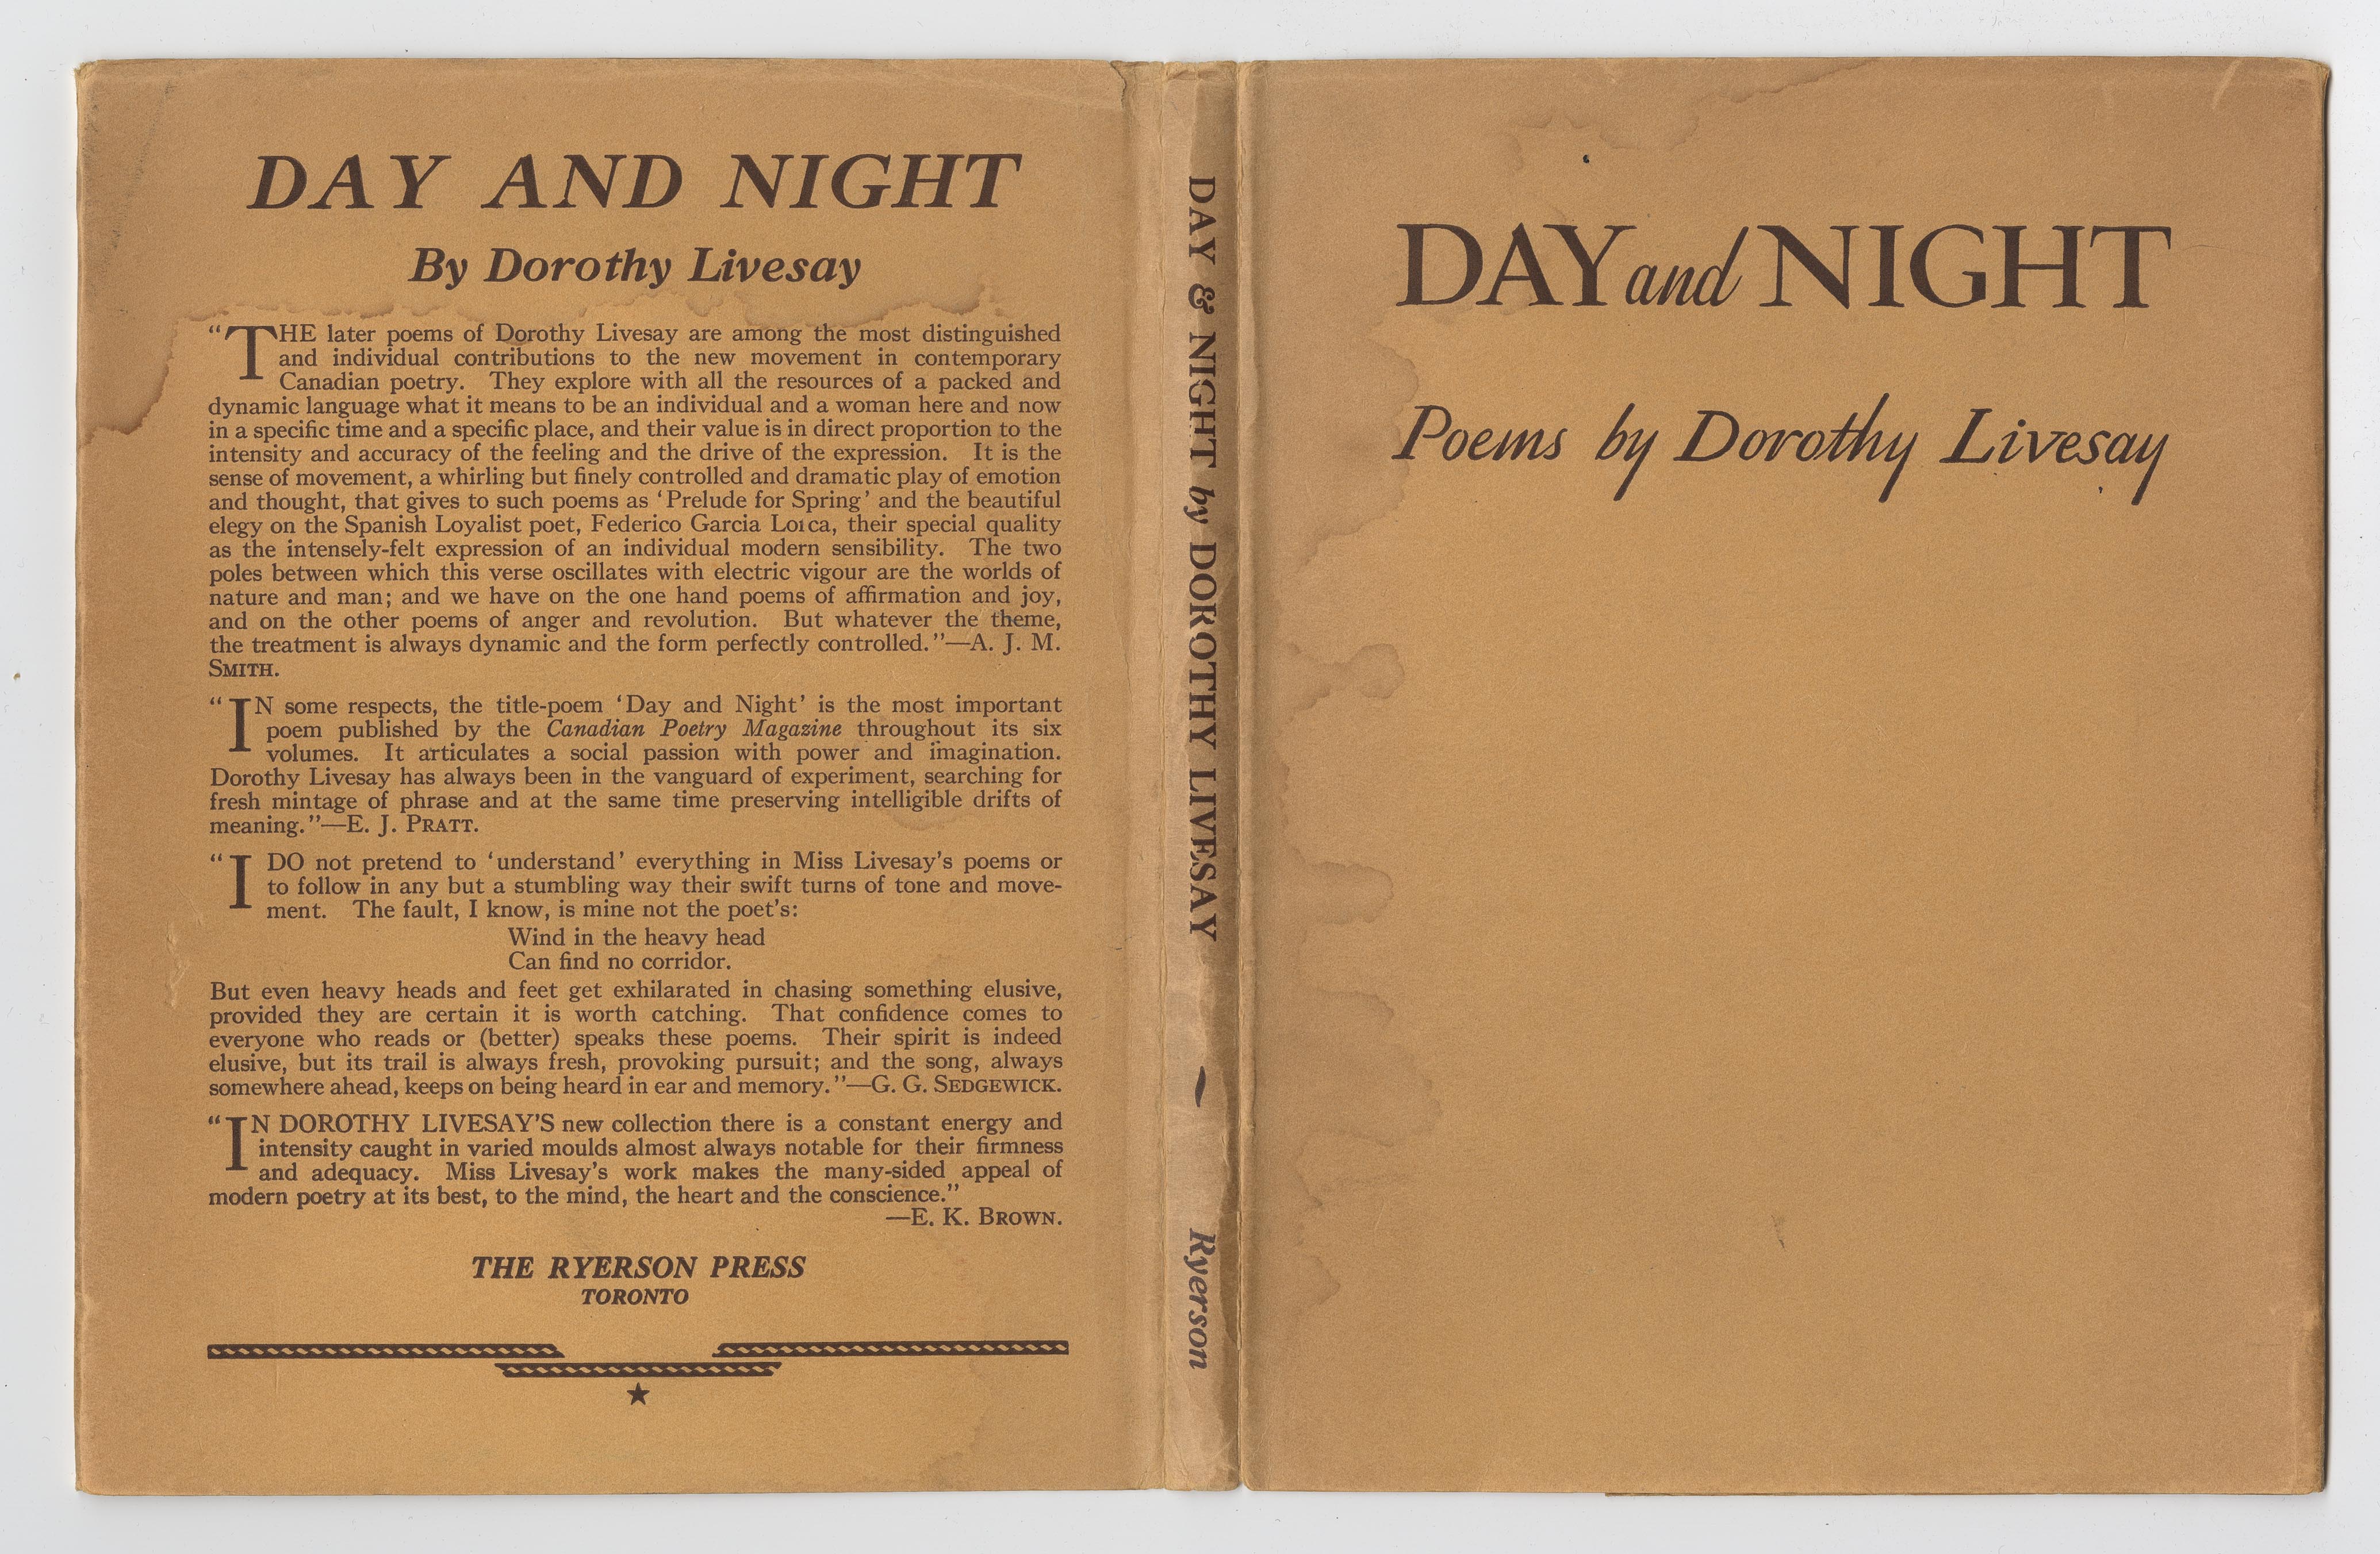 DAY AND NIGHT
By Dorothy Livesay
“THE later poems of Dorothy Livesay are among the most distinguished
and individual contributions to the new movement in contemporary
Canadian poetry. They explore with all the resources of a packed and
dynamic language what it means to be an individual and a woman here and now
in a specific time and a specific place, and their value is in direct proportion to the
intensity and accuracy of the feeling and the drive of the expression. It is the
sense of movement, a whirling but finely controlled and dramatic play of emotion
and thought, that gives to such poems as ‘Prelude for Spring’ and the beautiful
elegy on the Spanish Loyalist poet, Federico Garcia Lorca, their special quality
as the intensely-felt expression of an individual modern sensibility. The two
poles between which this verse oscillates with electric vigour are the worlds of
nature and man; and we have on the one hand poems of affirmation and joy,
and on the other poems of anger and revolution. But whatever the theme,
the treatment is always dynamic and the form perfectly controlled.”—A. J. M.
SMITH.
“IN some respects, the title-poem ‘Day and Night’ is the most important
poem published by the Canadian Poetry Magazine throughout its six
volumes. It articulates a social passion with power and imagination.
Dorothy Livesay has always been in the vanguard of experiment, searching for
fresh mintage of phrase and at the same time preserving intelligible drifts of
meaning.”—E. J. PRATT.
“I DO not pretend to ‘understand’ everything in Miss Livesay’s poems or
to follow in any but a stumbling way their swift turns of tone and move-
ment. The fault, I know, is mine not the poet’s:
Wind in the heavy head
Can find no corridor.
But even heavy heads and feet get exhilarated in chasing something elusive,
provided they are certain it is worth catching. That confidence comes to
everyone who reads or (better) speaks these poems. Their spirit is indeed
elusive, but its trail is always fresh, provoking pursuit; and the song, always
somewhere ahead, keeps on being heard in ear and memory.”—G. G. SEDGEWICK.
“IN DOROTHY LIVESAY’S new collection there is a constant energy and
intensity caught in varied moulds almost always notable for their firmness
and adequacy. Miss Livesay’s work makes the many-sided appeal of
modern poetry at its best, to the mind, the heart and the conscience.”
—E. K. BROWN.
THE RYERSON PRESS
TORONTO
DAY & NIGHT by DOROTHY LIVESAY ~ Ryerson
DAY and NIGHT
Poems by Dorothy Livesay